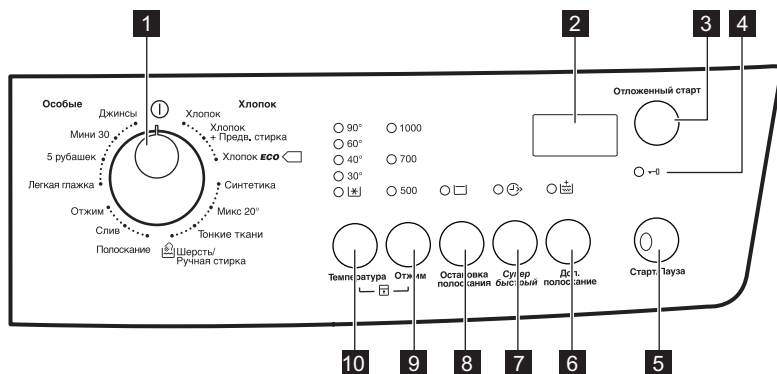 1
2
3
4
Особые
Хлопок
Отложенный старт
Джинсы
Хлопок
Мини 30
Хлопок
+ Предв. стирка
5 рубашек
Хлопок ECO
Легкая глажка
Синтетика
Отжим
Микс 20°
Слив
Тонкие ткани
Полоскание
Шерсть/
Ручная стирка
90°
1000
60°
40°
700
30°
500
Температура
Отжим
Остановка
полоскания
Супер
быстрый
Доп.
полоскание
Старт/Пауза
10
9
8
7
6
5